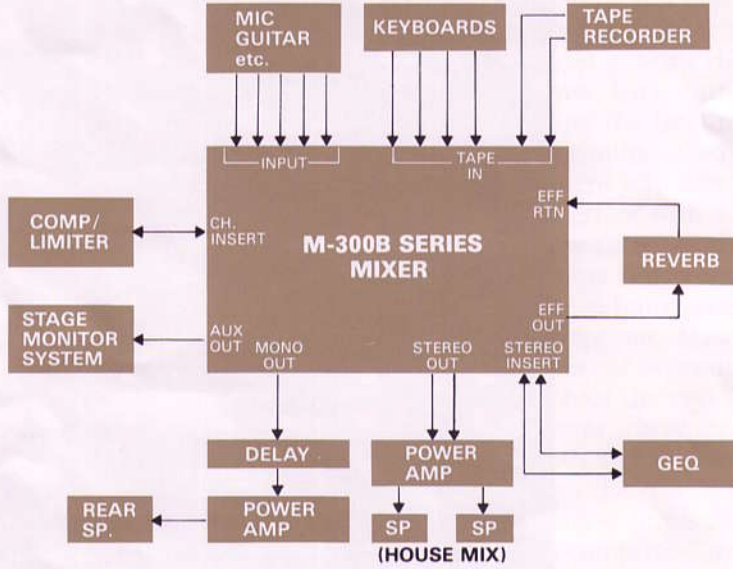 MIC
GUITAR
etc.
KEYBOARDS
TAPE
RECORDER
INPUT
TAPE
IN
EFF
RTN
COMP/
LIMITER
CH.
INSERT
M-300B SERIES
MIXER
REVERB
STAGE
MONITOR
SYSTEM
AUX
OUT
MONO
OUT
STEREO
OUT
EFF
OUT
STEREO
INSERT
DELAY
POWER
AMP
GEQ
REAR
SP.
POWER
AMP
SP
SP
(HOUSE MIX)